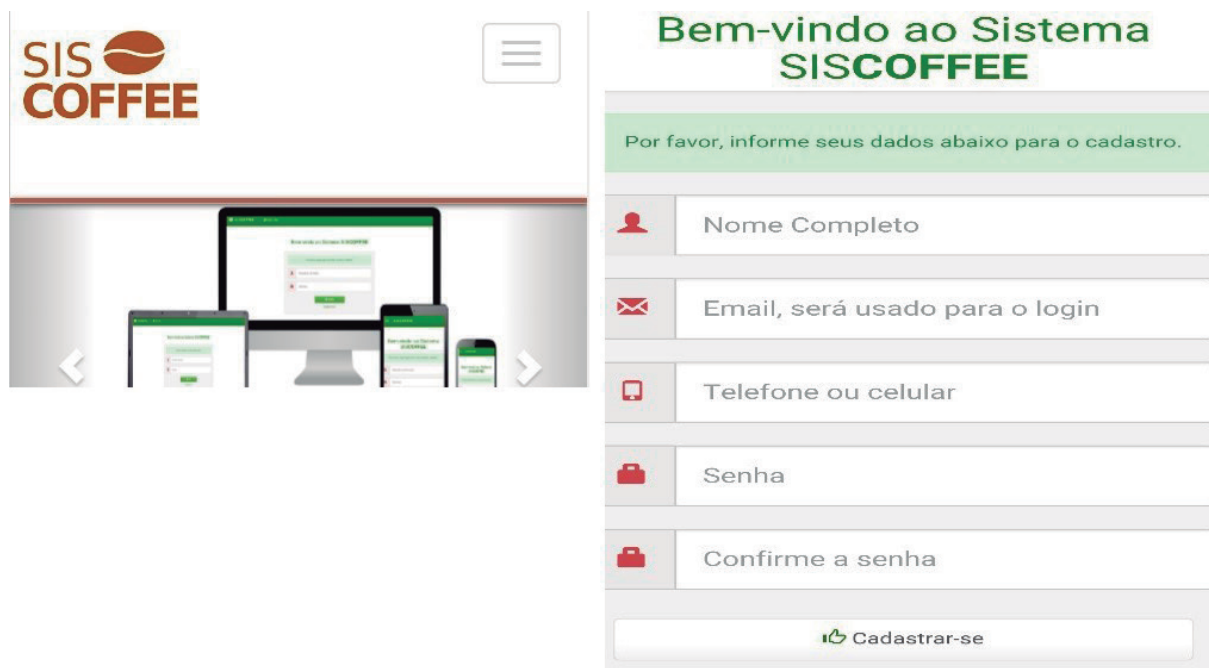 SIS
COFFEE
Bem-vindo ao Sistema
SISCOFFEE
Por favor, informe seus dados abaixo para o cadastro.
Nome Completo
Email, será usado para o login
Telefone ou celular
Senha
Confirme a senha
Cadastrar-se